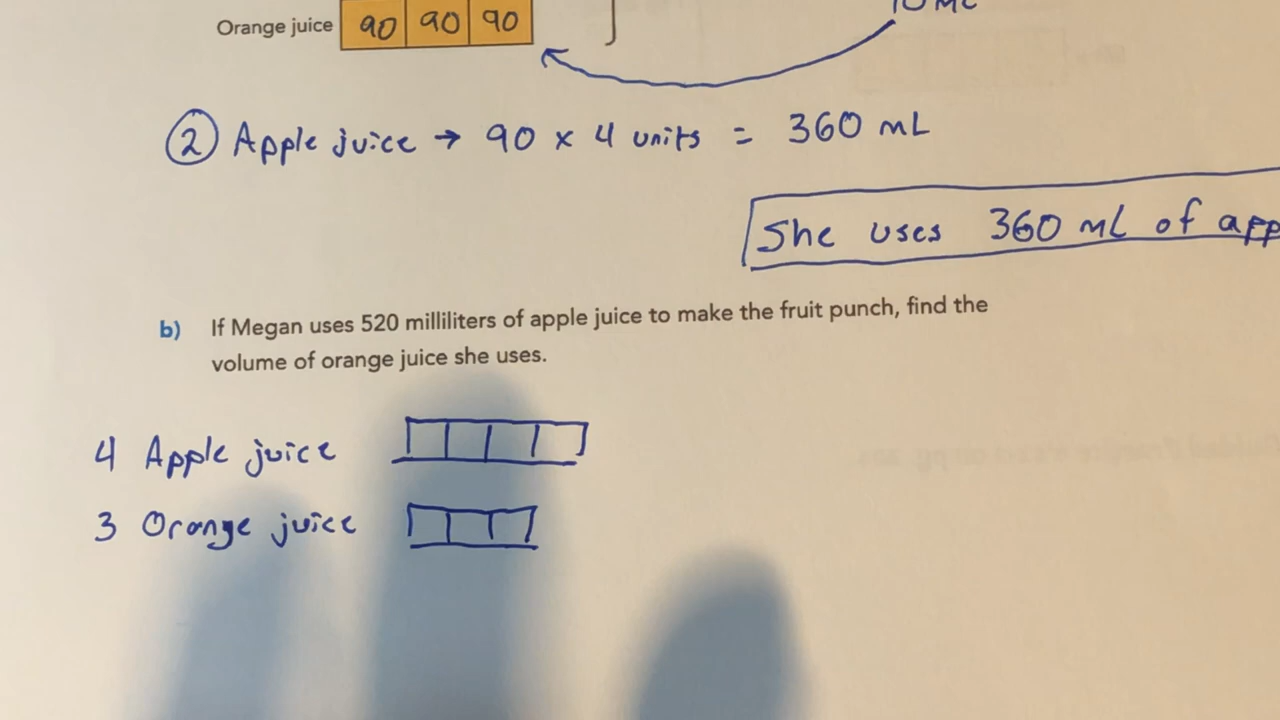 Orange juice 90 90 90
② Apple juice → 90 x 4 units = 360 mL
She uses 360 mL of
b) If Megan uses 520 milliliters of apple juice to make the fruit punch, find the
volume of orange juice she uses.
4 Apple juice
3 Orange juice